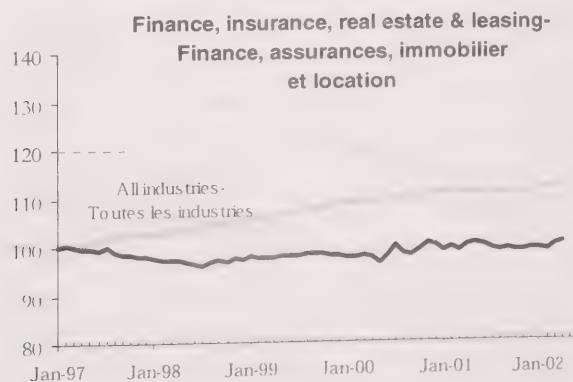 Finance, insurance, real estate & leasing-
Finance, assurances, immobilier
et location
140
130
120
110
100
90
80
All industries-
Toutes les industries
Jan-97
Jan-98
Jan-99
Jan-00
Jan-01
Jan-02